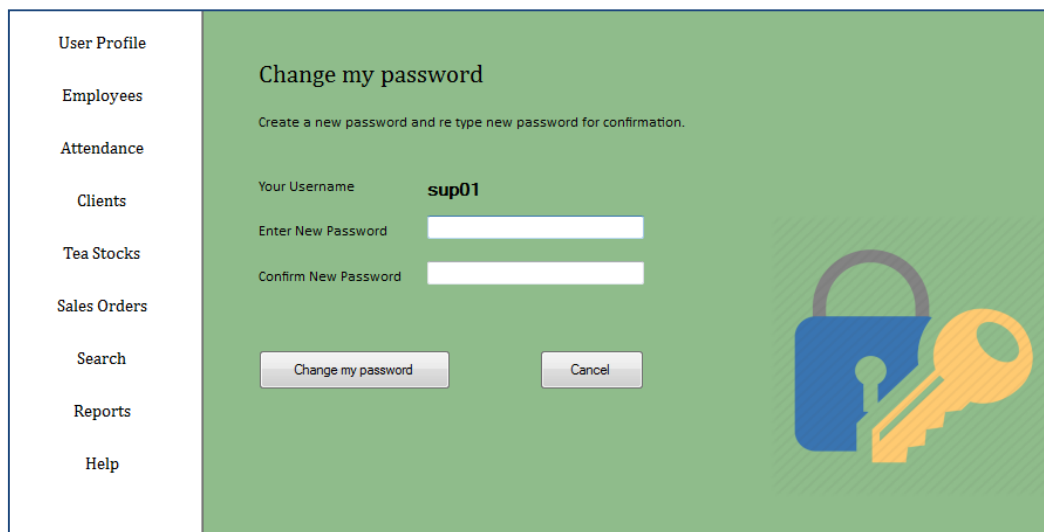 User Profile
Employees
Attendance
Clients
Tea Stocks
Sales Orders
Search
Reports
Help
Change my password
Create a new password and re type new password for confirmation.
Your Username sup01
Enter New Password
Confirm New Password
Change my password Cancel